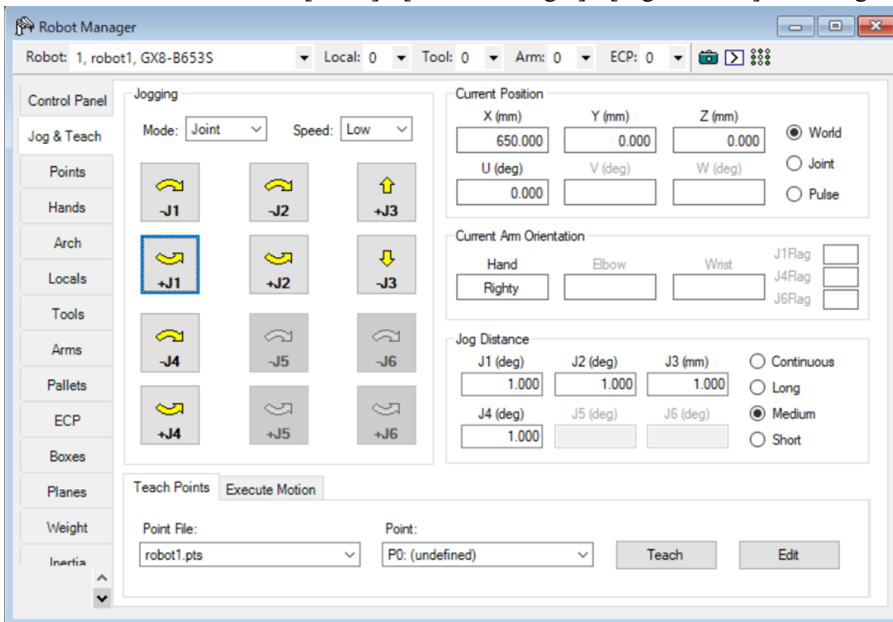 Robot Manager
Robot: 1, robot1, GX8-B653S Local: 0 Tool: 0 Arm: 0 ECP: 0
Control Panel
Jog & Teach
Points
Hands
Arch
Locals
Tools
Arms
Pallets
ECP
Boxes
Planes
Weight
Inertia
Jogging
Mode: Joint Speed: Low
-J1 -J2 +J3
+J1 +J2 -J3
-J4 -J5 -J6
+J4 +J5 +J6
Current Position
X (mm) Y (mm) Z (mm)
650.000 0.000 0.000 World
U (deg) V (deg) W (deg) Joint
0.000 Pulse
Current Arm Orientation
Hand Elbow Wrist J1Flag
Righty J4Flag
J6Flag
Jog Distance
J1 (deg) J2 (deg) J3 (mm) Continuous
1.000 1.000 1.000 Long
J4 (deg) J5 (deg) J6 (deg) Medium
1.000 Short
Teach Points Execute Motion
Point File: Point:
robot1.pts P0: (undefined) Teach Edit